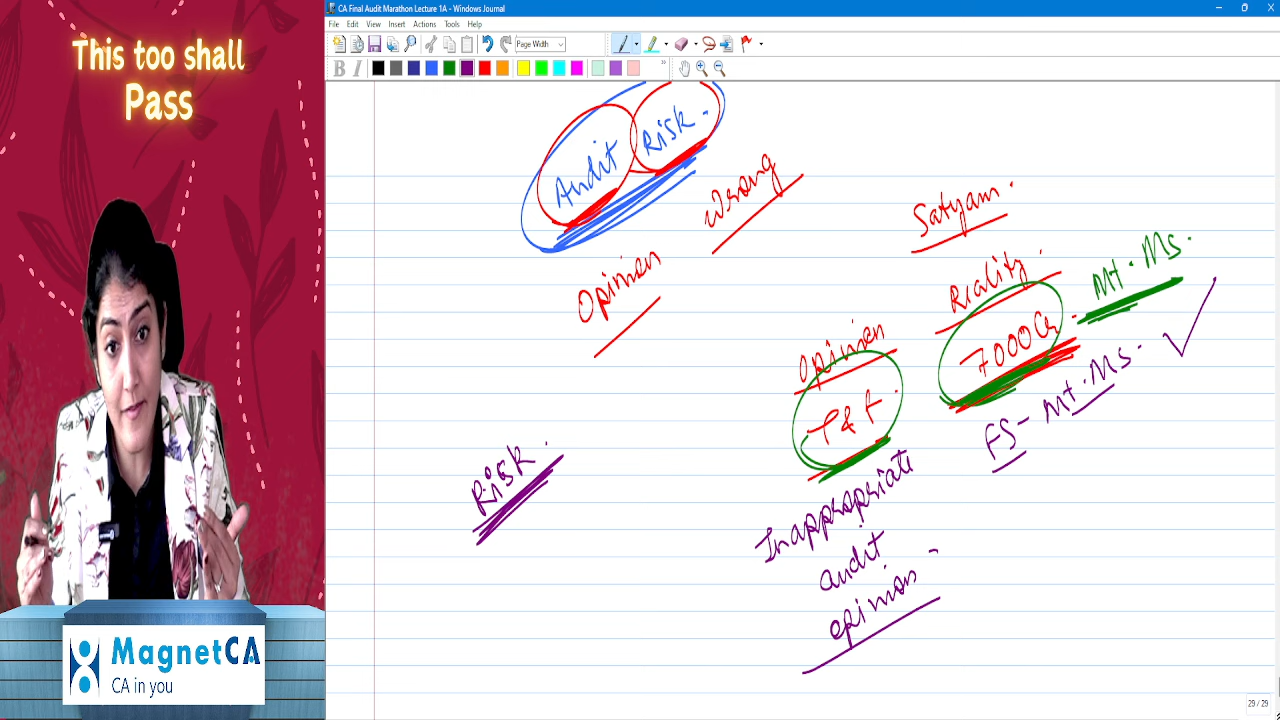 This too shall
Pass
CA Final Audit Marathon Lecture 1A - Windows Journal
File Edit View Insert Actions Tools Help
Page Width
B I
Audit Risk.
Opinion Wrong
Satyam.
Reality.
7000Cr.
Mt. Ms.
Opinion
T & f.
FS - Mt. Ms.
Risk.
Inappropriate
audit
opinion
MagnetCA
CA in you
29 / 29